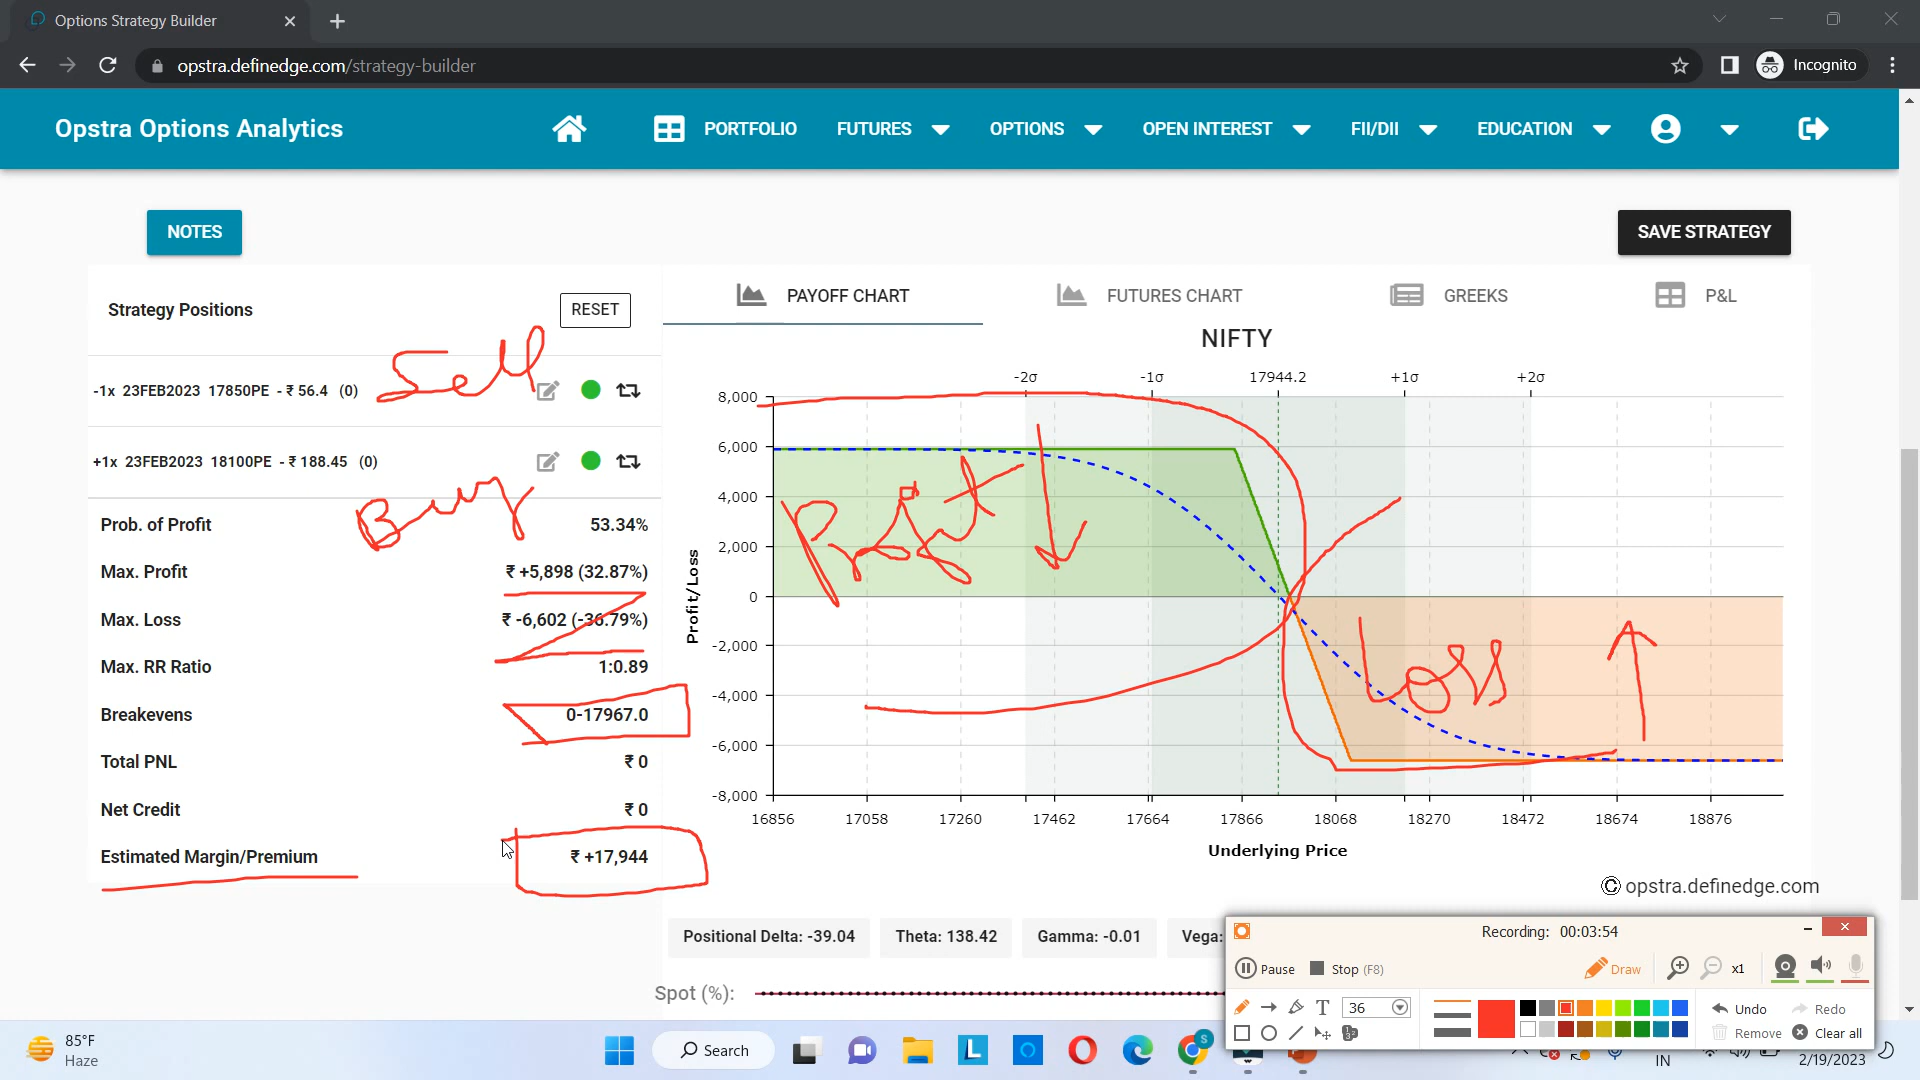 Options Strategy Builder
opstra.definedge.com/strategy-builder
Incognito
Opstra Options Analytics
PORTFOLIO
FUTURES
OPTIONS
OPEN INTEREST
FII/DII
EDUCATION
NOTES
SAVE STRATEGY
Strategy Positions
RESET
Sell
-1x 23FEB2023 17850PE - ₹ 56.4 (0)
+1x 23FEB2023 18100PE - ₹ 188.45 (0)
Buy
Prob. of Profit 53.34%
Max. Profit ₹ +5,898 (32.87%)
Max. Loss ₹ -6,602 (-36.79%)
Max. RR Ratio 1:0.89
Breakevens 0-17967.0
Total PNL ₹ 0
Net Credit ₹ 0
Estimated Margin/Premium ₹ +17,944
PAYOFF CHART
FUTURES CHART
GREEKS
P&L
NIFTY
-2σ -1σ 17944.2 +1σ +2σ
8,000
6,000
4,000
2,000
0
-2,000
-4,000
-6,000
-8,000
Profit/Loss
Profit
Loss
16856 17058 17260 17462 17664 17866 18068 18270 18472 18674 18876
Underlying Price
© opstra.definedge.com
Positional Delta: -39.04
Theta: 138.42
Gamma: -0.01
Vega:
Spot (%):
Recording: 00:03:54
Pause
Stop (F8)
Draw
x1
36
Undo
Redo
Remove
Clear all
85°F
Haze
Search
IN
2/19/2023